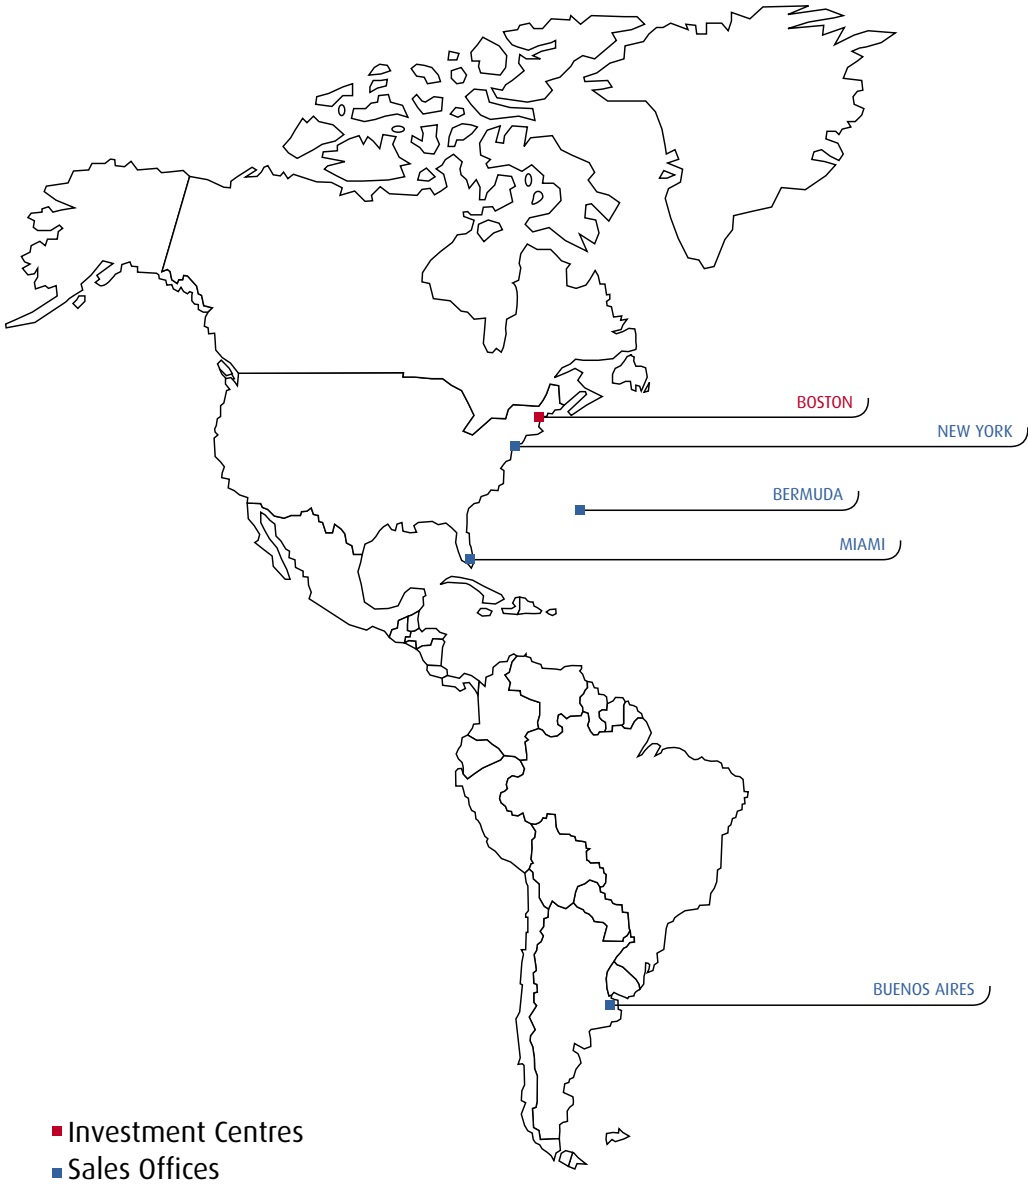 BOSTON
NEW YORK
BERMUDA
MIAMI
BUENOS AIRES
Investment Centres
Sales Offices